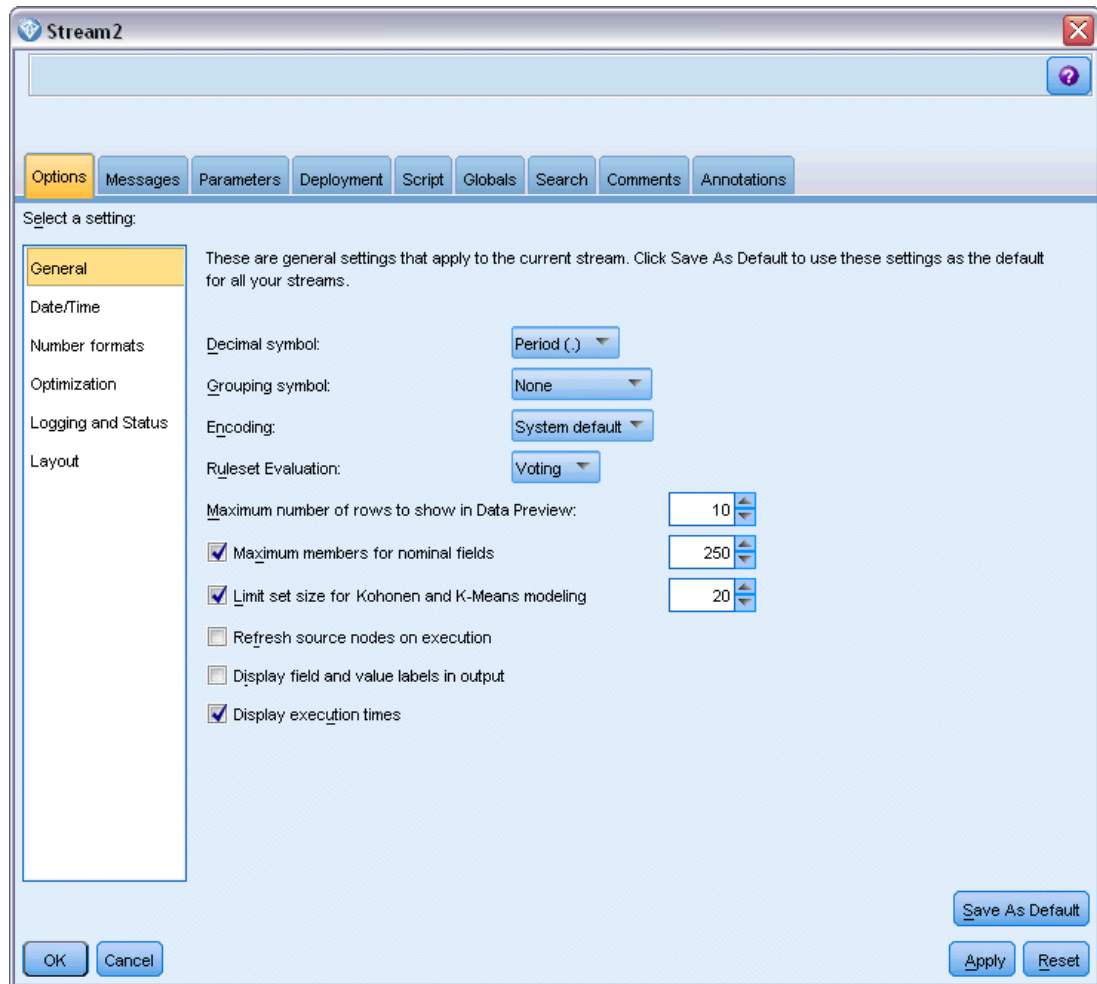 Stream2
?
Options Messages Parameters Deployment Script Globals Search Comments Annotations
Select a setting:
General
Date/Time
Number formats
Optimization
Logging and Status
Layout
These are general settings that apply to the current stream. Click Save As Default to use these settings as the default
for all your streams.
Decimal symbol: Period (.)
Grouping symbol: None
Encoding: System default
Ruleset Evaluation: Voting
Maximum number of rows to show in Data Preview: 10
Maximum members for nominal fields 250
Limit set size for Kohonen and K-Means modeling 20
Refresh source nodes on execution
Display field and value labels in output
Display execution times
Save As Default
OK Cancel Apply Reset